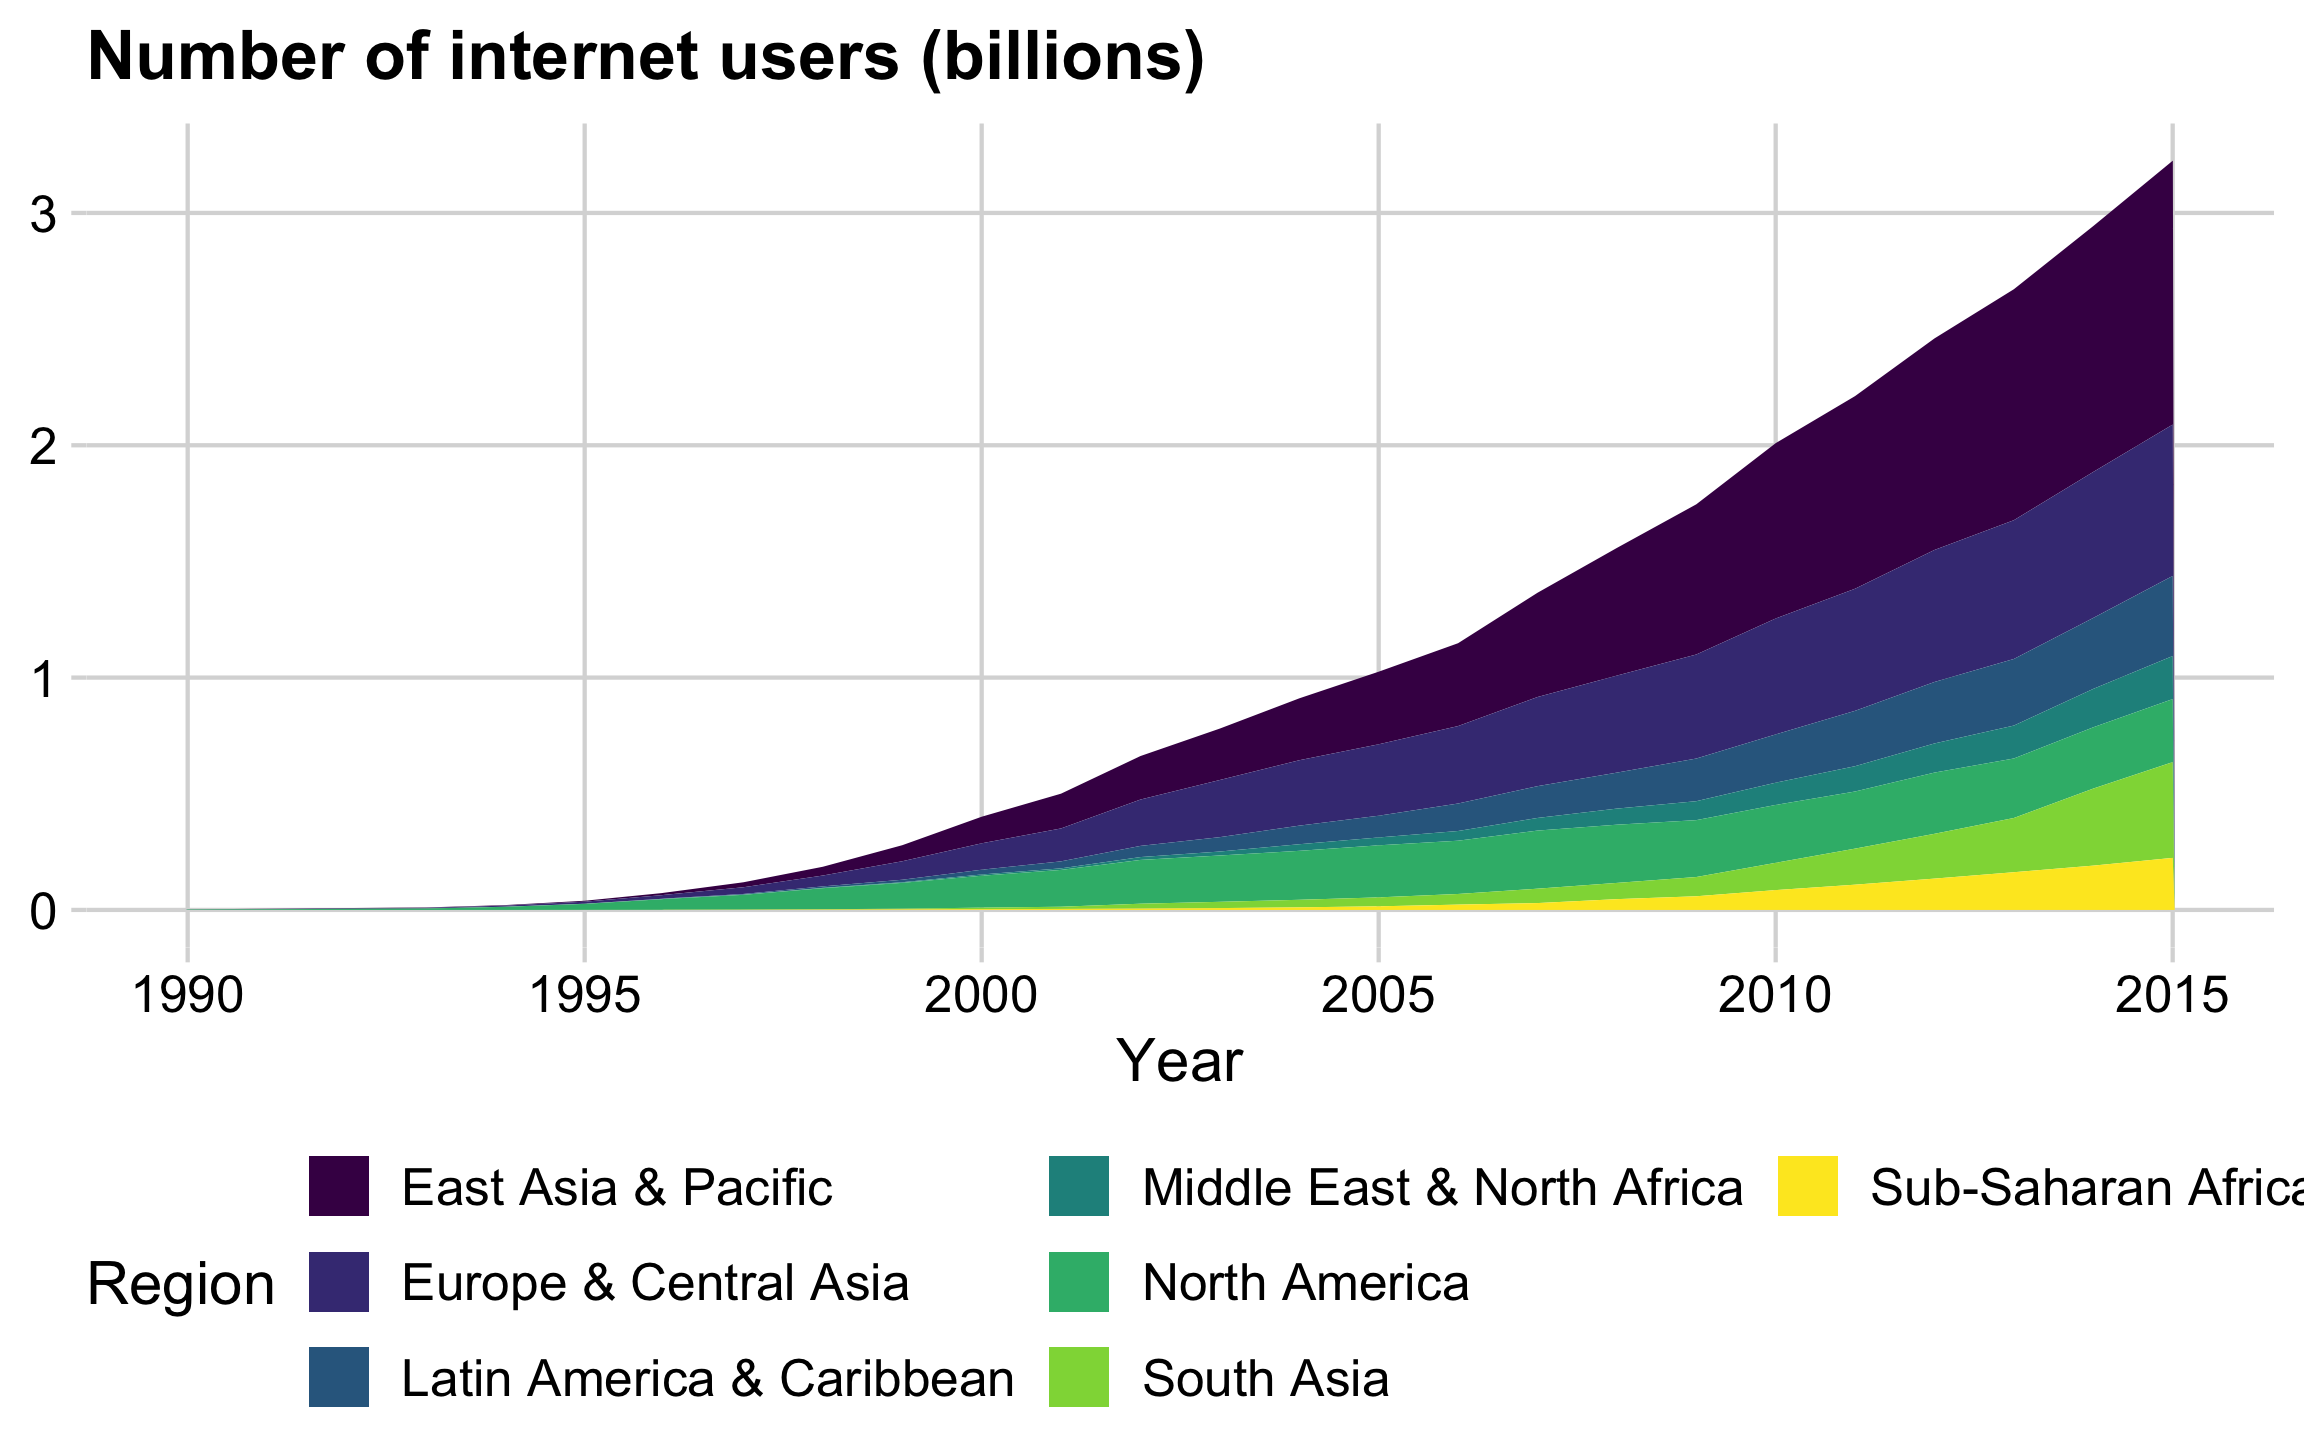 Number of internet users (billions)
3
2
1
0
1990 1995 2000 2005 2010 2015
Year
Region
East Asia & Pacific
Europe & Central Asia
Latin America & Caribbean
Middle East & North Africa
North America
South Asia
Sub-Saharan Africa